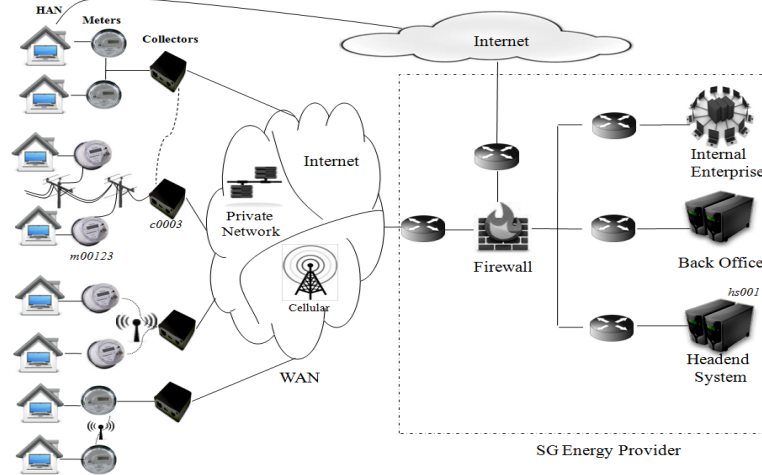 HAN
Meters
Collectors
Internet
Internet
Private
Network
Cellular
WAN
c0003
m00123
Firewall
Internal
Enterprise
Back Office
hs001
Headend
System
SG Energy Provider